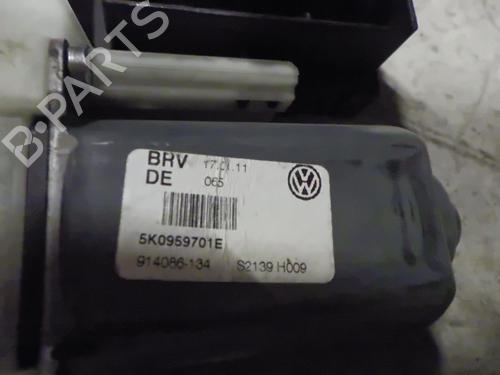 B-PARTS
BRV 17.01.11
DE 065
5K0959701E
914086-134 S2139 H009